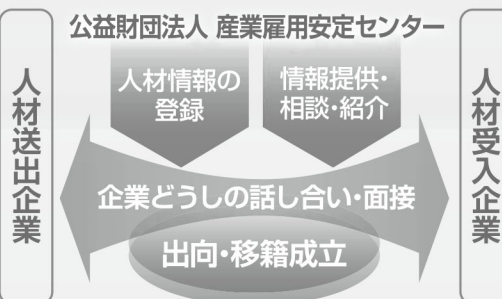 公益財団法人 産業雇用安定センター
人材送出企業
人材情報の
登録
情報提供・
相談・紹介
企業どうしの話し合い・面接
出向・移籍成立
人材受入企業